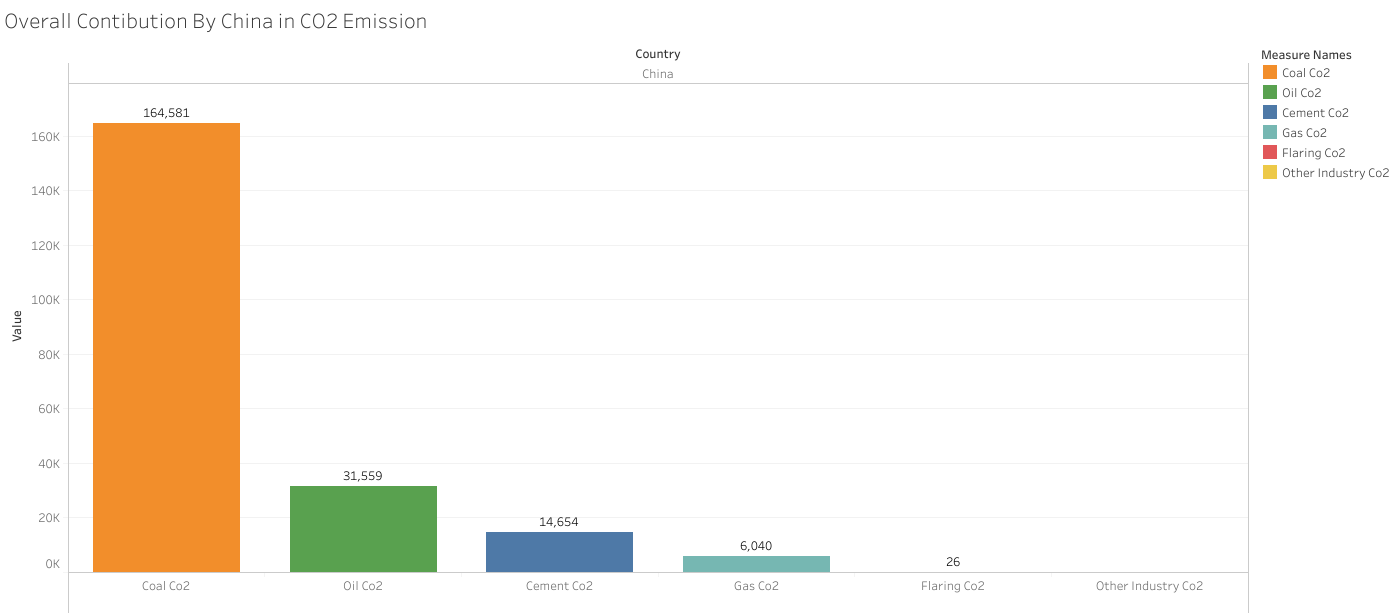 Overall Contibution By China in CO2 Emission
Country
China
Measure Names
Coal Co2
Oil Co2
Cement Co2
Gas Co2
Flaring Co2
Other Industry Co2
Value
160K
140K
120K
100K
80K
60K
40K
20K
0K
164,581
31,559
14,654
6,040
26
Coal Co2
Oil Co2
Cement Co2
Gas Co2
Flaring Co2
Other Industry Co2